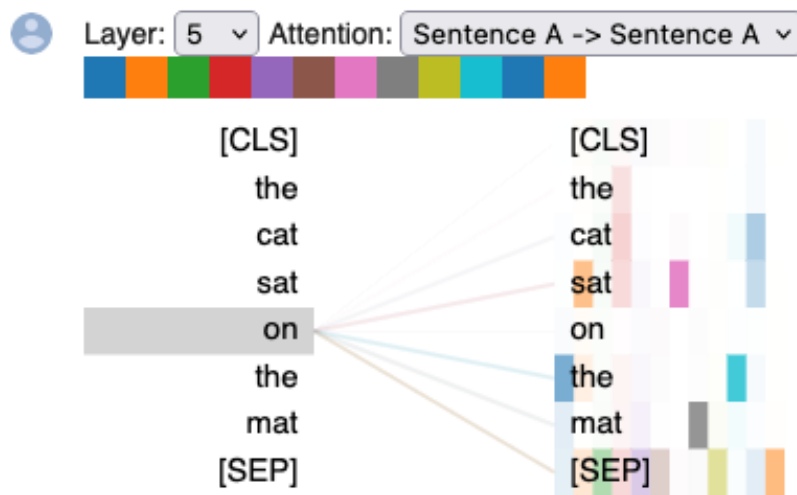 Layer: 5 Attention: Sentence A -> Sentence A
[CLS] [CLS]
the the
cat cat
sat sat
on on
the the
mat mat
[SEP] [SEP]